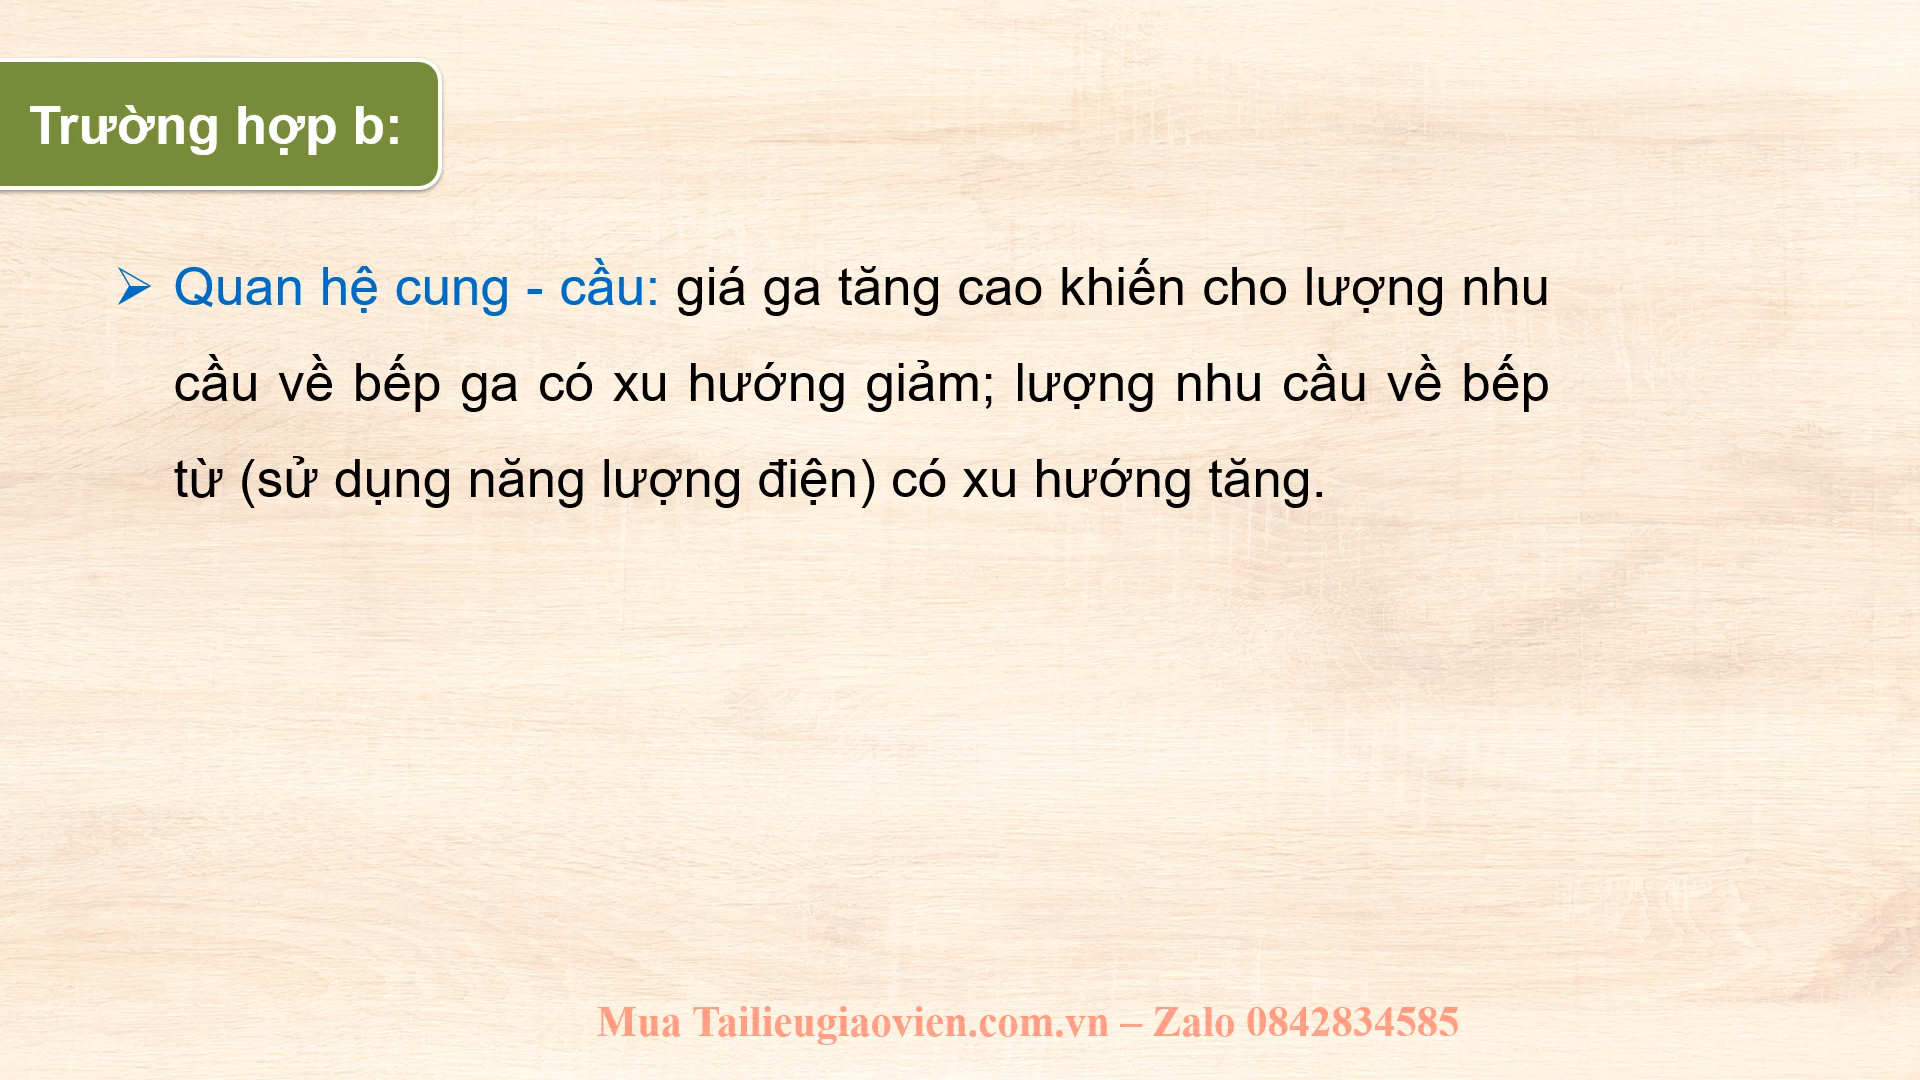 Trường hợp b:
➢ Quan hệ cung - cầu: giá ga tăng cao khiến cho lượng nhu
cầu về bếp ga có xu hướng giảm; lượng nhu cầu về bếp
từ (sử dụng năng lượng điện) có xu hướng tăng.
Mua Tailieugiaovien.com.vn – Zalo 0842834585